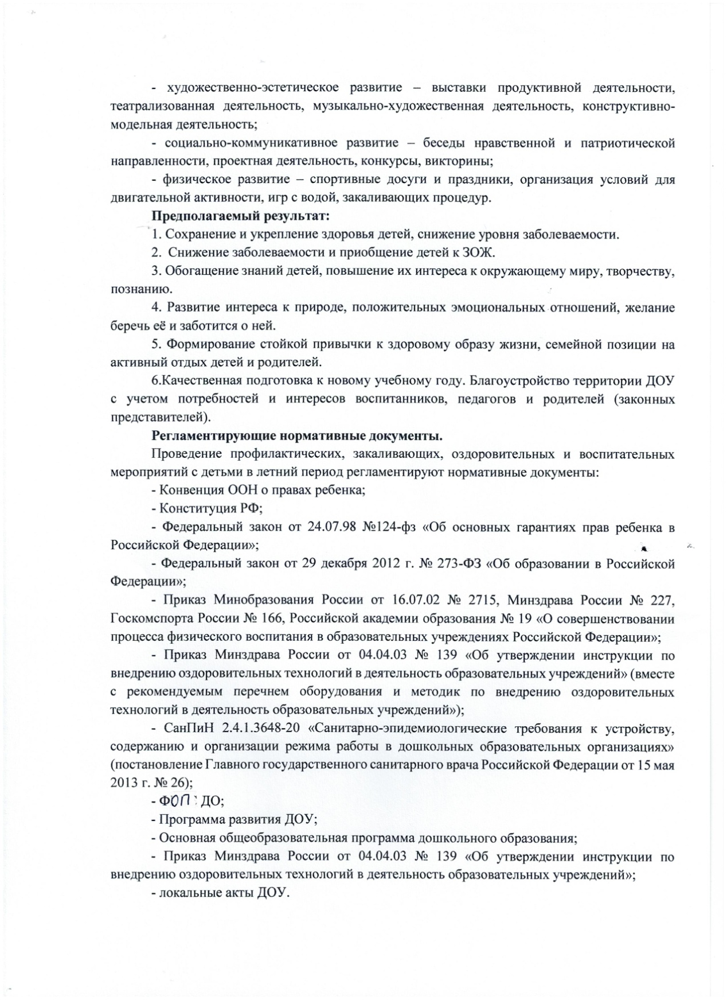 - художественно-эстетическое развитие – выставки продуктивной деятельности,
театрализованная деятельность, музыкально-художественная деятельность, конструктивно-
модельная деятельность;
- социально-коммуникативное развитие – беседы нравственной и патриотической
направленности, проектная деятельность, конкурсы, викторины;
- физическое развитие – спортивные досуги и праздники, организация условий для
двигательной активности, игр с водой, закаливающих процедур.
Предполагаемый результат:
1. Сохранение и укрепление здоровья детей, снижение уровня заболеваемости.
2. Снижение заболеваемости и приобщение детей к ЗОЖ.
3. Обогащение знаний детей, повышение их интереса к окружающему миру, творчеству,
познанию.
4. Развитие интереса к природе, положительных эмоциональных отношений, желание
беречь её и заботится о ней.
5. Формирование стойкой привычки к здоровому образу жизни, семейной позиции на
активный отдых детей и родителей.
6.Качественная подготовка к новому учебному году. Благоустройство территории ДОУ
с учетом потребностей и интересов воспитанников, педагогов и родителей (законных
представителей).
Регламентирующие нормативные документы.
Проведение профилактических, закаливающих, оздоровительных и воспитательных
мероприятий с детьми в летний период регламентируют нормативные документы:
- Конвенция ООН о правах ребенка;
- Конституция РФ;
- Федеральный закон от 24.07.98 №124-фз «Об основных гарантиях прав ребенка в
Российской Федерации»;
- Федеральный закон от 29 декабря 2012 г. № 273-ФЗ «Об образовании в Российской
Федерации»;
- Приказ Минобразования России от 16.07.02 № 2715, Минздрава России № 227,
Госкомспорта России № 166, Российской академии образования № 19 «О совершенствовании
процесса физического воспитания в образовательных учреждениях Российской Федерации»;
- Приказ Минздрава России от 04.04.03 № 139 «Об утверждении инструкции по
внедрению оздоровительных технологий в деятельность образовательных учреждений» (вместе
с рекомендуемым перечнем оборудования и методик по внедрению оздоровительных
технологий в деятельность образовательных учреждений»);
- СанПиН 2.4.1.3648-20 «Санитарно-эпидемиологические требования к устройству,
содержанию и организации режима работы в дошкольных образовательных организациях»
(постановление Главного государственного санитарного врача Российской Федерации от 15 мая
2013 г. № 26);
- ФОП ДО;
- Программа развития ДОУ;
- Основная общеобразовательная программа дошкольного образования;
- Приказ Минздрава России от 04.04.03 № 139 «Об утверждении инструкции по
внедрению оздоровительных технологий в деятельность образовательных учреждений»;
- локальные акты ДОУ.